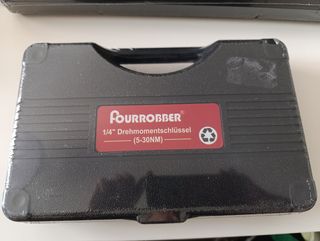 FOURROBBER®
1/4" Drehmomentschlüssel
(5-30NM)